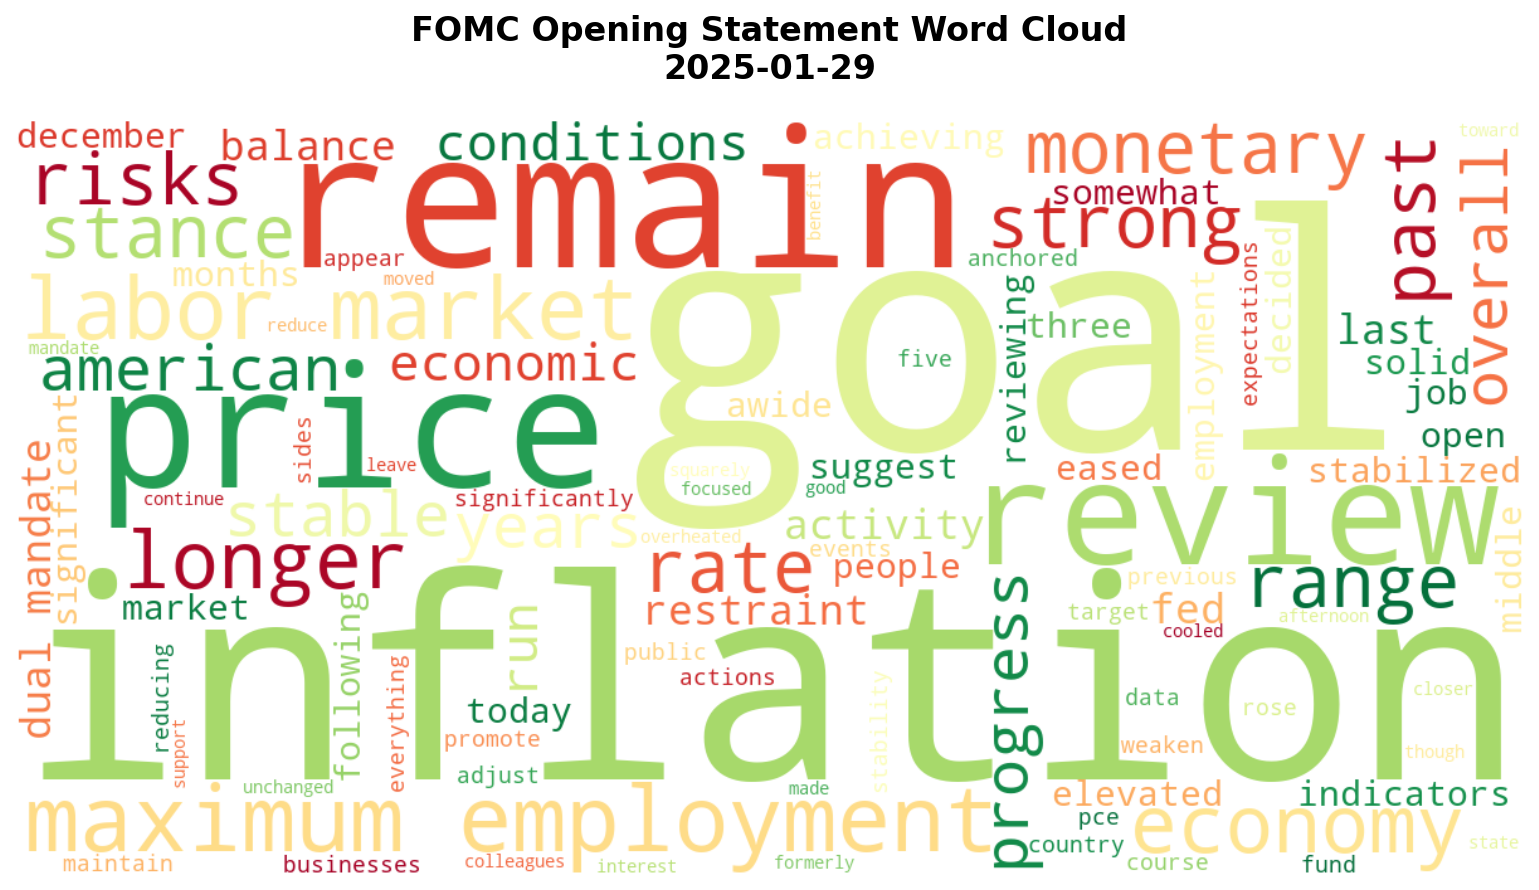 FOMC Opening Statement Word Cloud
2025-01-29
december
balance
conditions
achieving
monetary
toward
risks
remain
benefit
somewhat
past
overall
stance
strong
appear
anchored
decided
months
moved
goal
expectations
employment
reviewing
labor market
reduce
three
last
mandate
american
economic
five
solid
price
awide
job
significant
sides
leave
squarely
suggest
eased
open
stabilized
dual mandate
continue
significantly
focused
good
review
stable
years
overheated
activity
events
middle
longer
rate
people
previous
range
market
restraint
target
fed
afternoon
inflation
following
run
public
cooled
progress
reducing
everything
actions
stability
data
closer
support
today
rose
promote
weaken
though
adjust
unchanged
made
elevated
indicators
maximum employment
pce
economy
country
state
maintain
businesses
colleagues
interest
formerly
course
fund